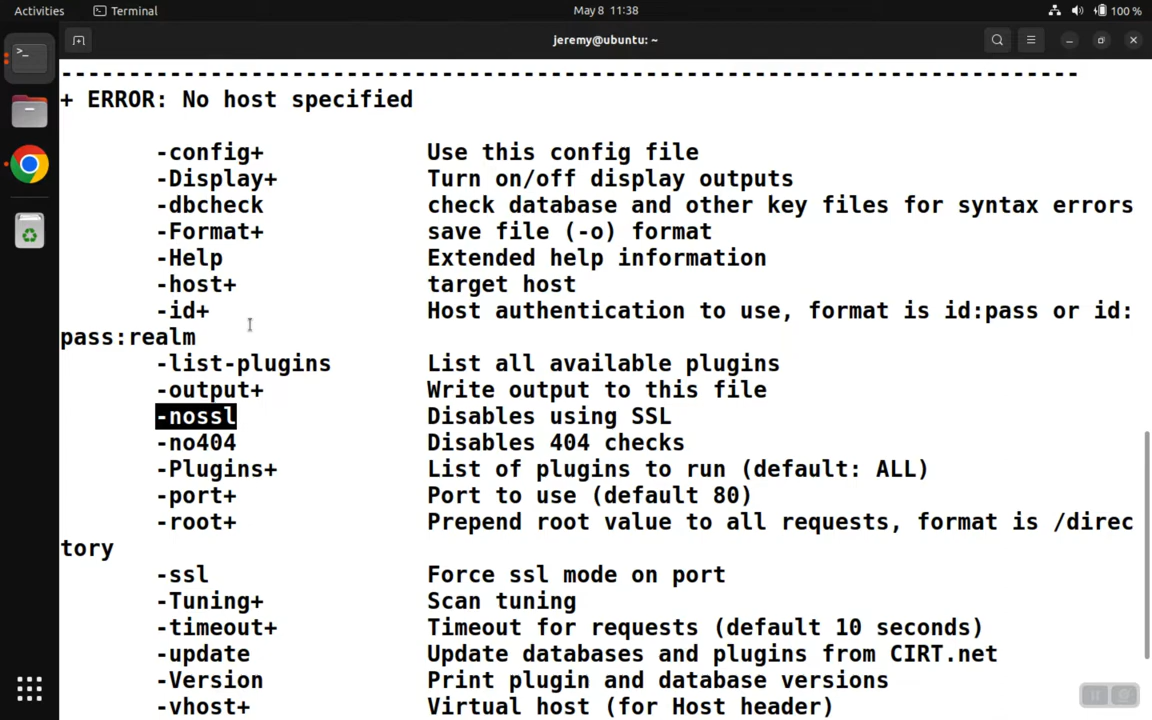 Activities Terminal May 8 11:38 100 %
jeremy@ubuntu: ~
---------------------------------------------------------------------------
+ ERROR: No host specified
-config+ Use this config file
-Display+ Turn on/off display outputs
-dbcheck check database and other key files for syntax errors
-Format+ save file (-o) format
-Help Extended help information
-host+ target host
-id+ Host authentication to use, format is id:pass or id:
pass:realm
-list-plugins List all available plugins
-output+ Write output to this file
-nossl Disables using SSL
-no404 Disables 404 checks
-Plugins+ List of plugins to run (default: ALL)
-port+ Port to use (default 80)
-root+ Prepend root value to all requests, format is /direc
tory
-ssl Force ssl mode on port
-Tuning+ Scan tuning
-timeout+ Timeout for requests (default 10 seconds)
-update Update databases and plugins from CIRT.net
-Version Print plugin and database versions
-vhost+ Virtual host (for Host header)